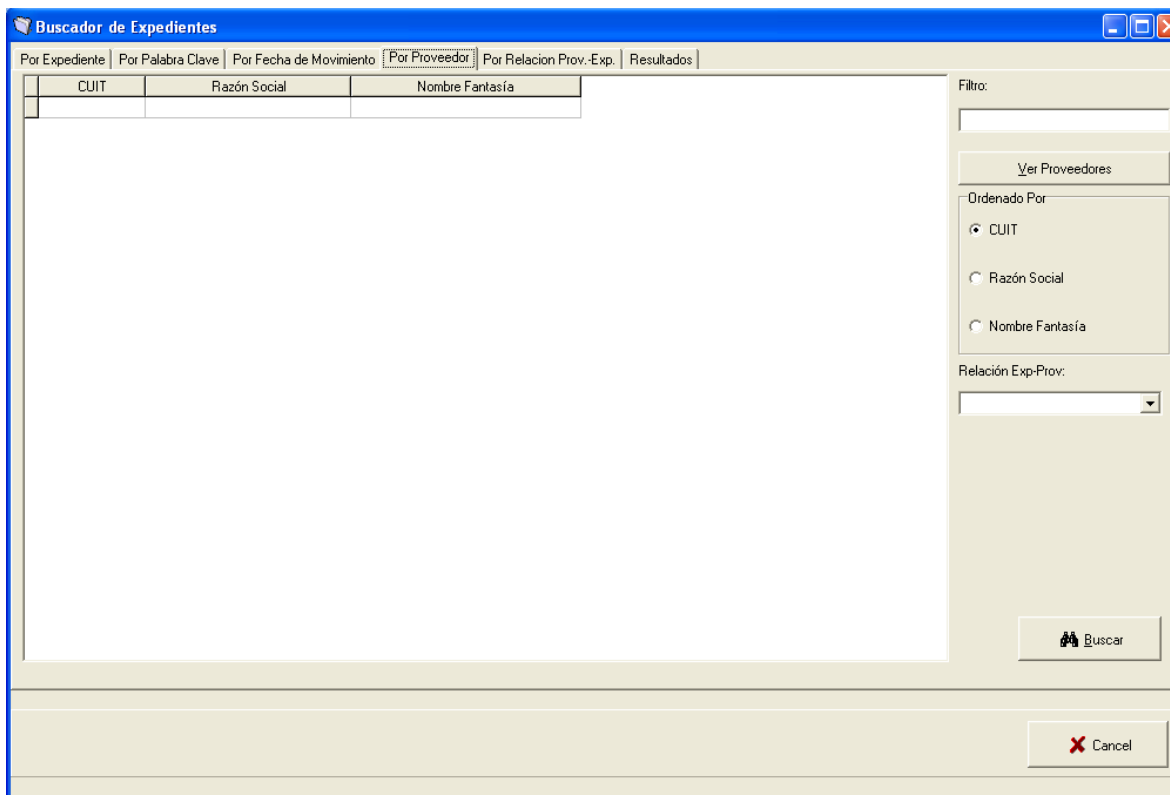 Buscador de Expedientes
Por Expediente Por Palabra Clave Por Fecha de Movimiento Por Proveedor Por Relacion Prov.-Exp. Resultados
CUIT Razón Social Nombre Fantasía
Filtro:
Ver Proveedores
Ordenado Por
CUIT
Razón Social
Nombre Fantasía
Relación Exp-Prov:
Buscar
Cancel